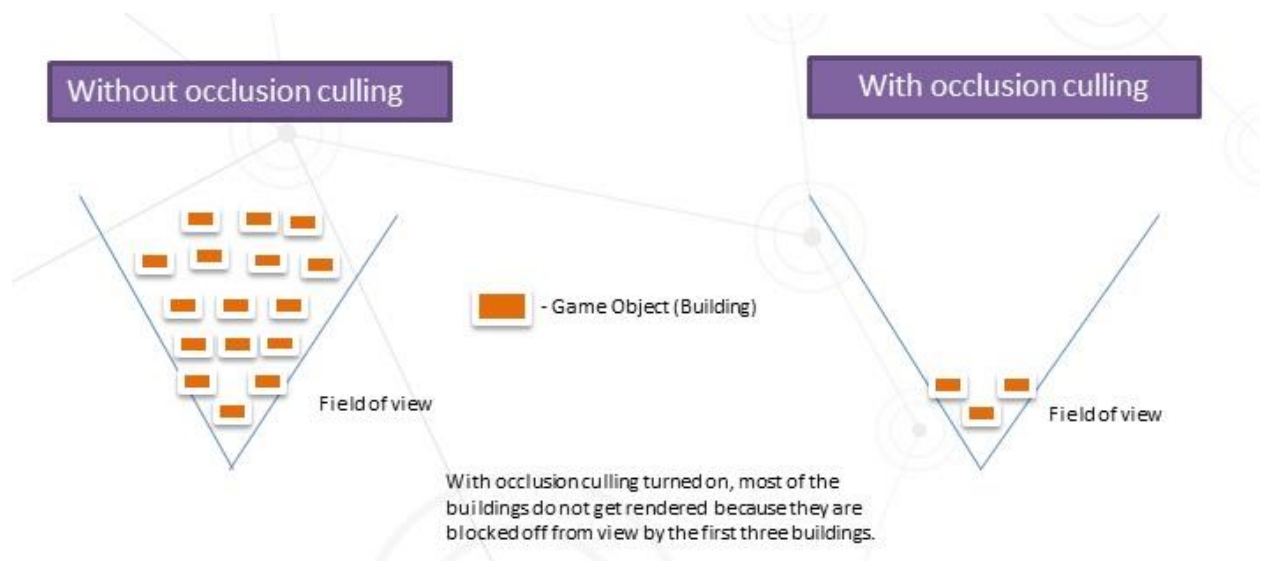 Without occlusion culling
With occlusion culling
- Game Object (Building)
Field of view
Field of view
With occlusion culling turned on, most of the
buildings do not get rendered because they are
blocked off from view by the first three buildings.